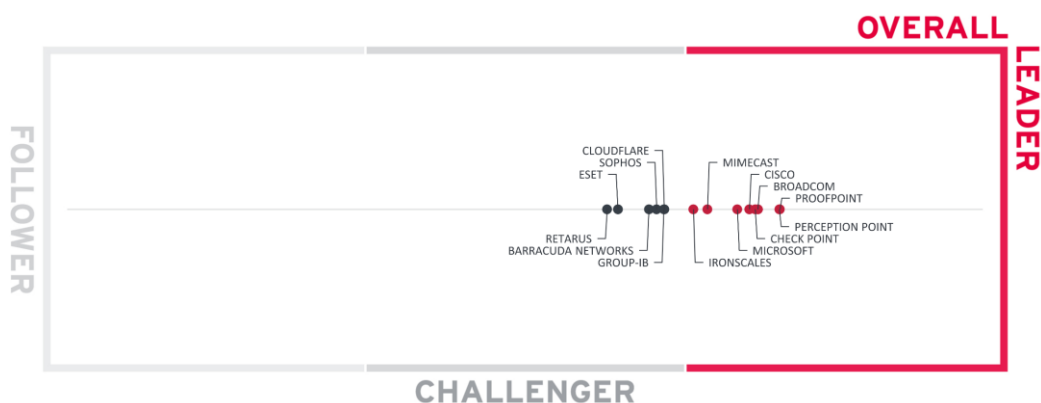 OVERALL
LEADER
FOLLOWER
CLOUDFLARE
SOPHOS
ESET
MIMECAST
CISCO
BROADCOM
PROOFPOINT
RETARUS
BARRACUDA NETWORKS
GROUP-IB
PERCEPTION POINT
CHECK POINT
MICROSOFT
IRONSCALES
CHALLENGER